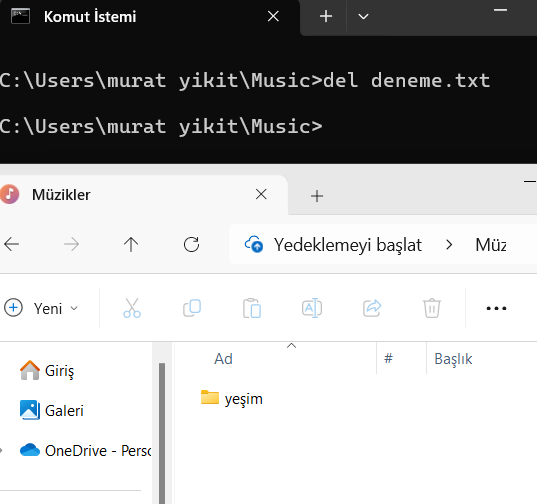 Komut İstemi
C:\Users\murat yikit\Music>del deneme.txt
C:\Users\murat yikit\Music>
Müzikler
Yedeklemeyi başlat > Müz
Yeni
Ad # Başlık
Giriş
yeşim
Galeri
OneDrive - Perso